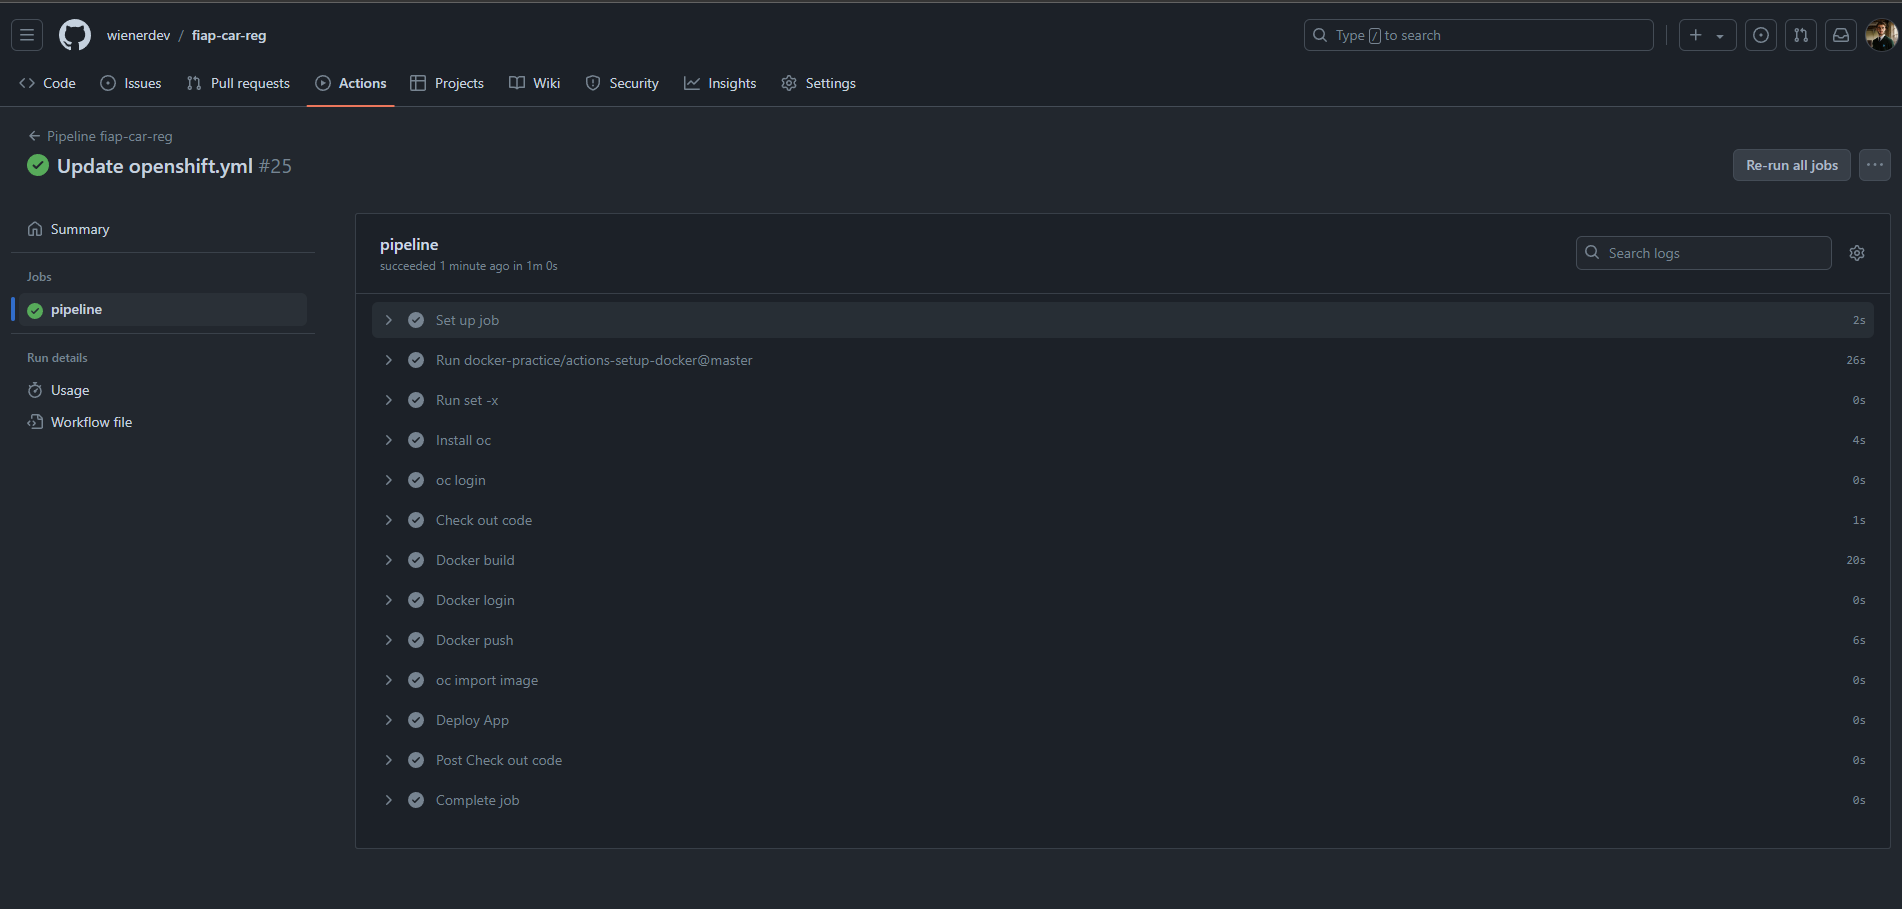 wienerdev / fiap-car-reg
Type / to search
Code Issues Pull requests Actions Projects Wiki Security Insights Settings
Pipeline fiap-car-reg
Update openshift.yml #25
Re-run all jobs
Summary
Jobs
pipeline
Run details
Usage
Workflow file
pipeline
succeeded 1 minute ago in 1m 0s
Search logs
Set up job 2s
Run docker-practice/actions-setup-docker@master 26s
Run set -x 0s
Install oc 4s
oc login 0s
Check out code 1s
Docker build 20s
Docker login 0s
Docker push 6s
oc import image 0s
Deploy App 0s
Post Check out code 0s
Complete job 0s